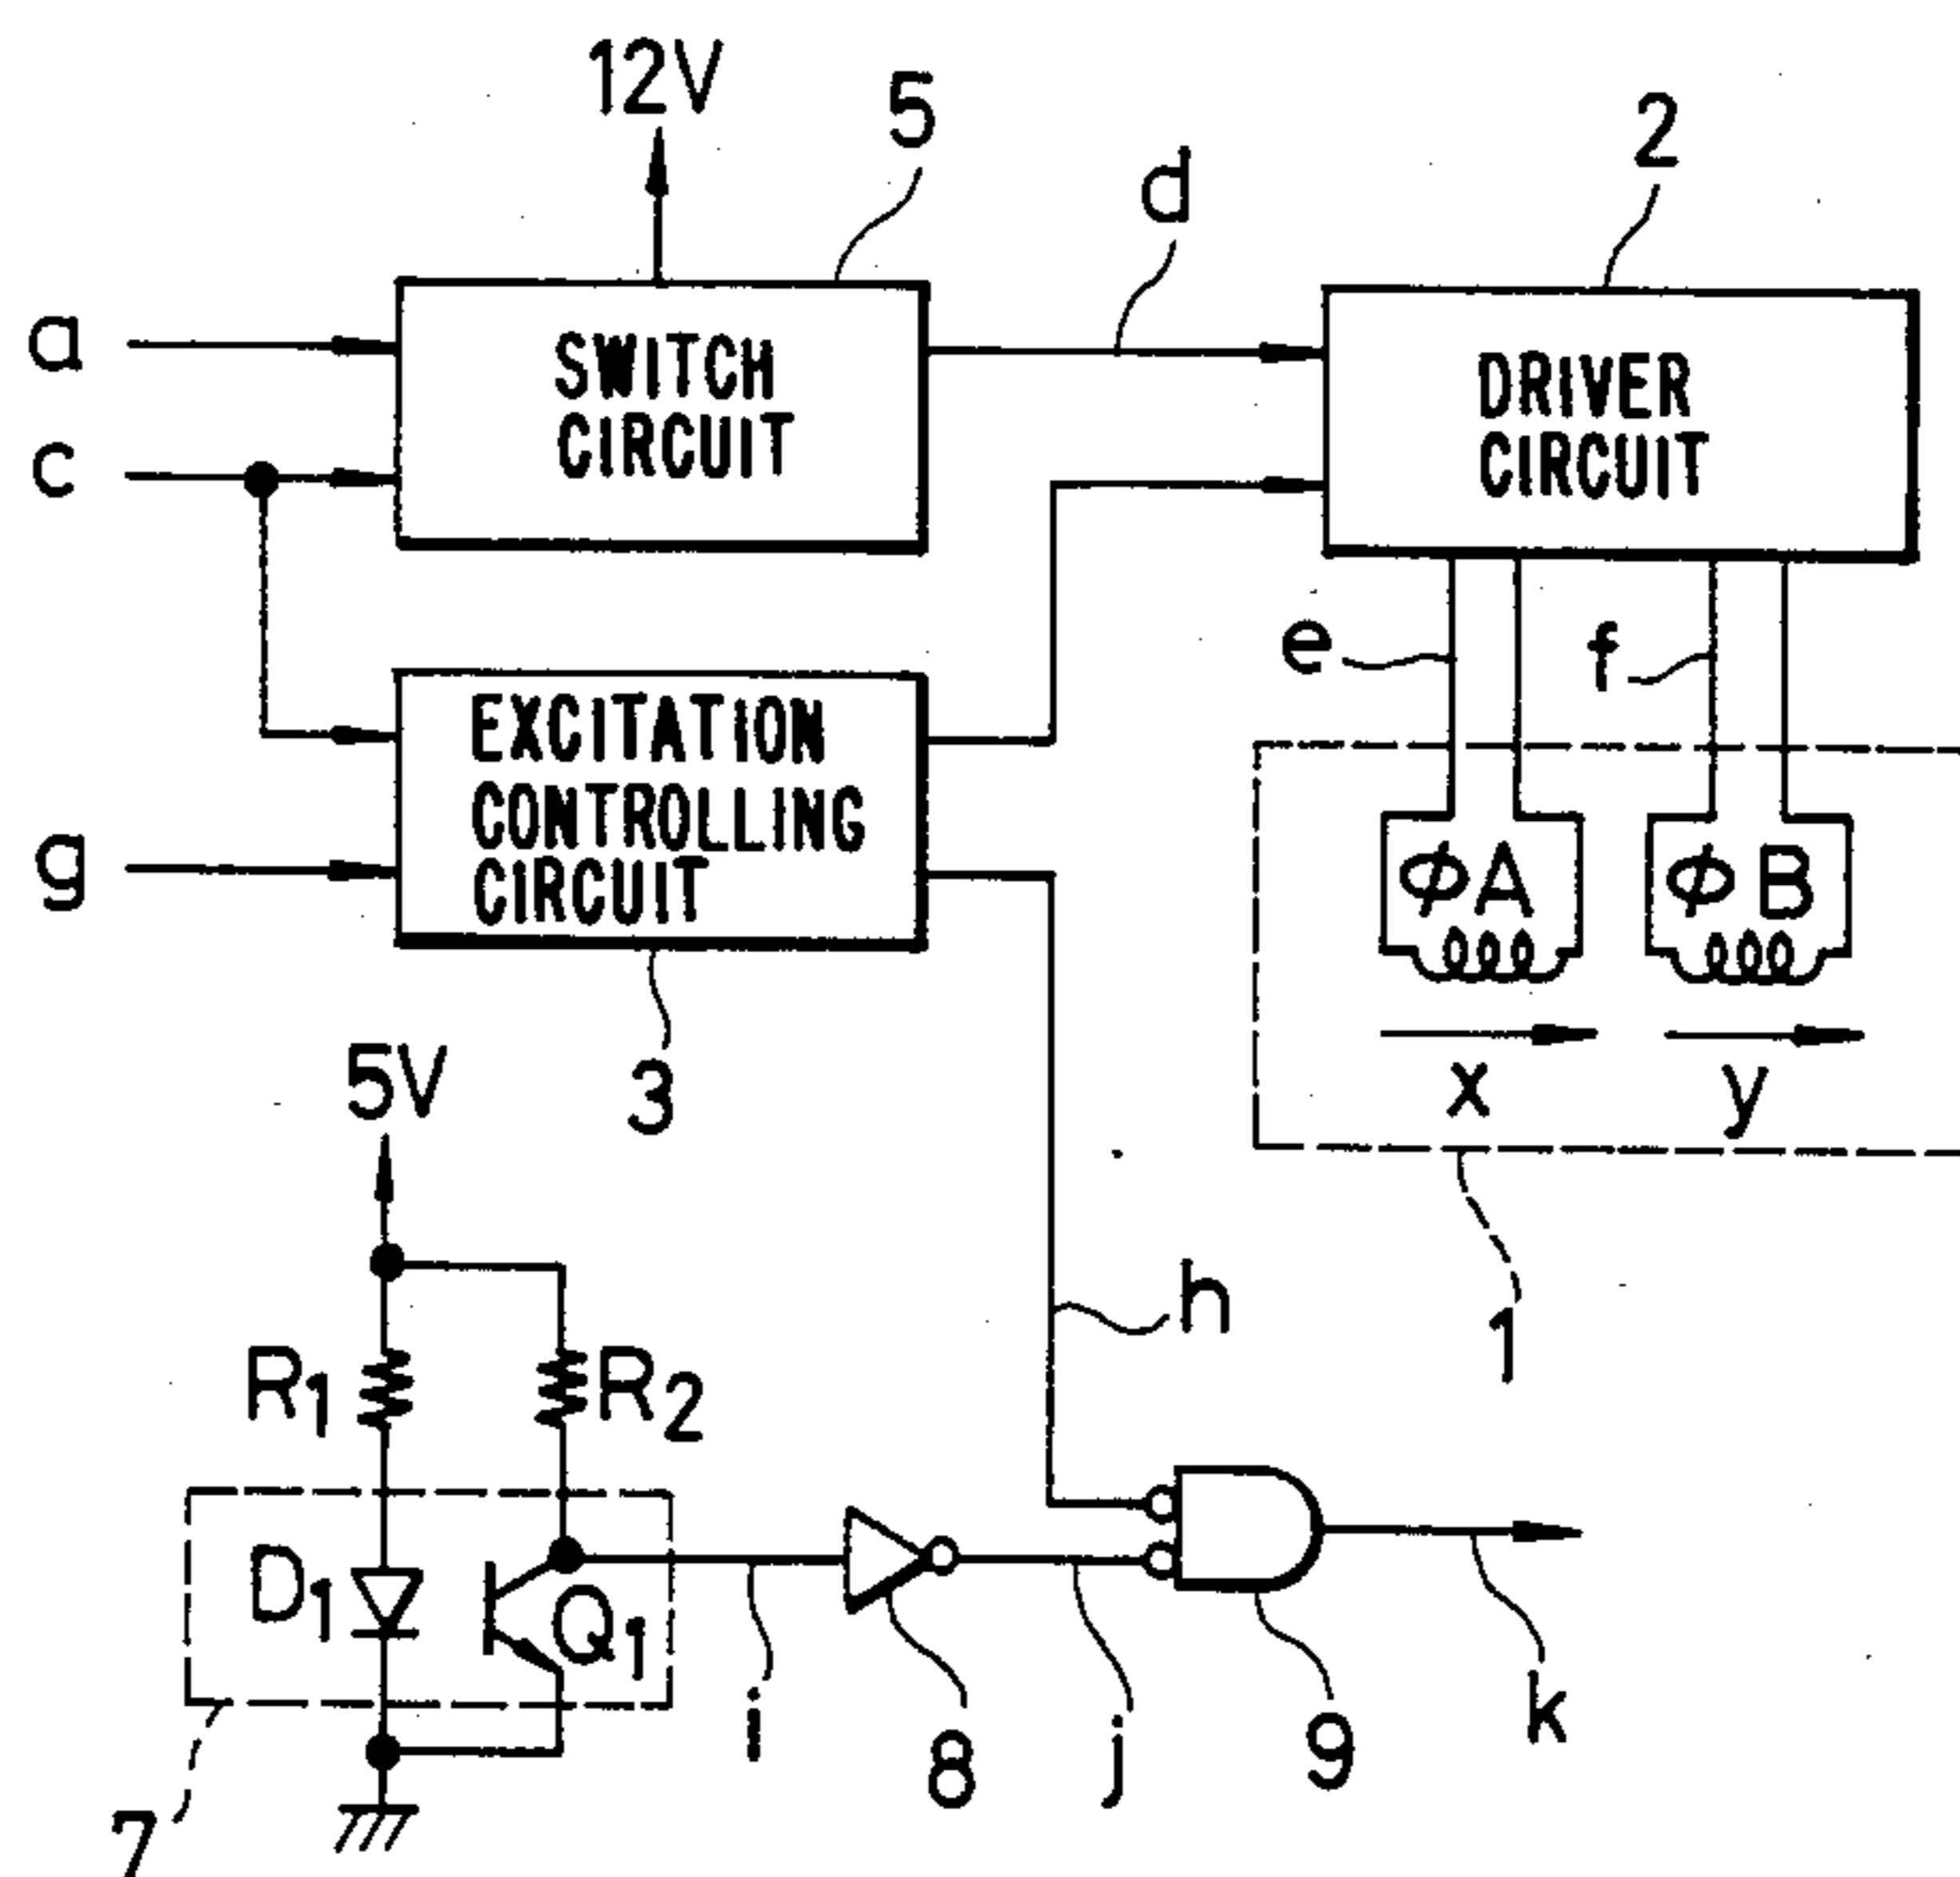 12V
5
d
2
a
SWITCH
CIRCUIT
DRIVER
CIRCUIT
c
e
f
EXCITATION
CONTROLLING
CIRCUIT
g
ϕA
ϕB
x
y
3
5V
1
h
R1
R2
D1
Q1
i
8
j
9
k
7